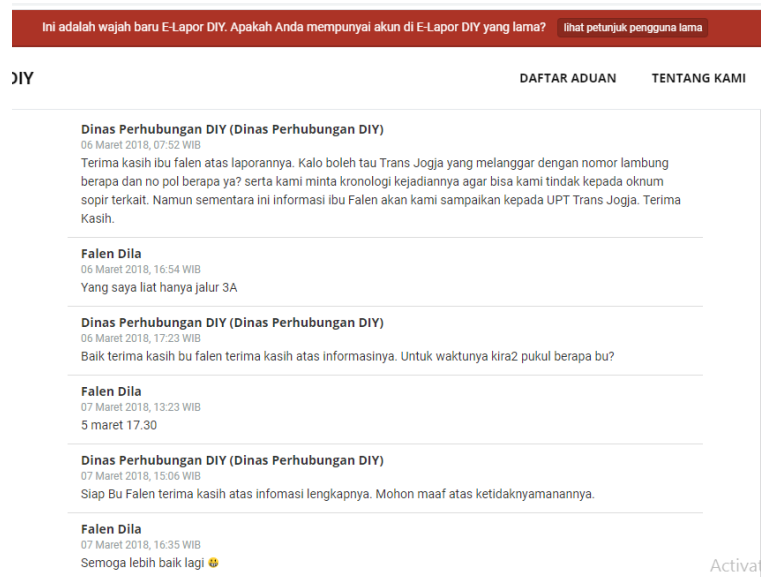 Ini adalah wajah baru E-Lapor DIY. Apakah Anda mempunyai akun di E-Lapor DIY yang lama? lihat petunjuk pengguna lama
DIY DAFTAR ADUAN TENTANG KAMI
Dinas Perhubungan DIY (Dinas Perhubungan DIY)
06 Maret 2018, 07:52 WIB
Terima kasih ibu falen atas laporannya. Kalo boleh tau Trans Jogja yang melanggar dengan nomor lambung
berapa dan no pol berapa ya? serta kami minta kronologi kejadiannya agar bisa kami tindak kepada oknum
sopir terkait. Namun sementara ini informasi ibu Falen akan kami sampaikan kepada UPT Trans Jogja. Terima
Kasih.
Falen Dila
06 Maret 2018, 16:54 WIB
Yang saya liat hanya jalur 3A
Dinas Perhubungan DIY (Dinas Perhubungan DIY)
06 Maret 2018, 17:23 WIB
Baik terima kasih bu falen terima kasih atas informasinya. Untuk waktunya kira2 pukul berapa bu?
Falen Dila
07 Maret 2018, 13:23 WIB
5 maret 17.30
Dinas Perhubungan DIY (Dinas Perhubungan DIY)
07 Maret 2018, 15:06 WIB
Siap Bu Falen terima kasih atas infomasi lengkapnya. Mohon maaf atas ketidaknyamanannya.
Falen Dila
07 Maret 2018, 16:35 WIB
Semoga lebih baik lagi 😀
Activat